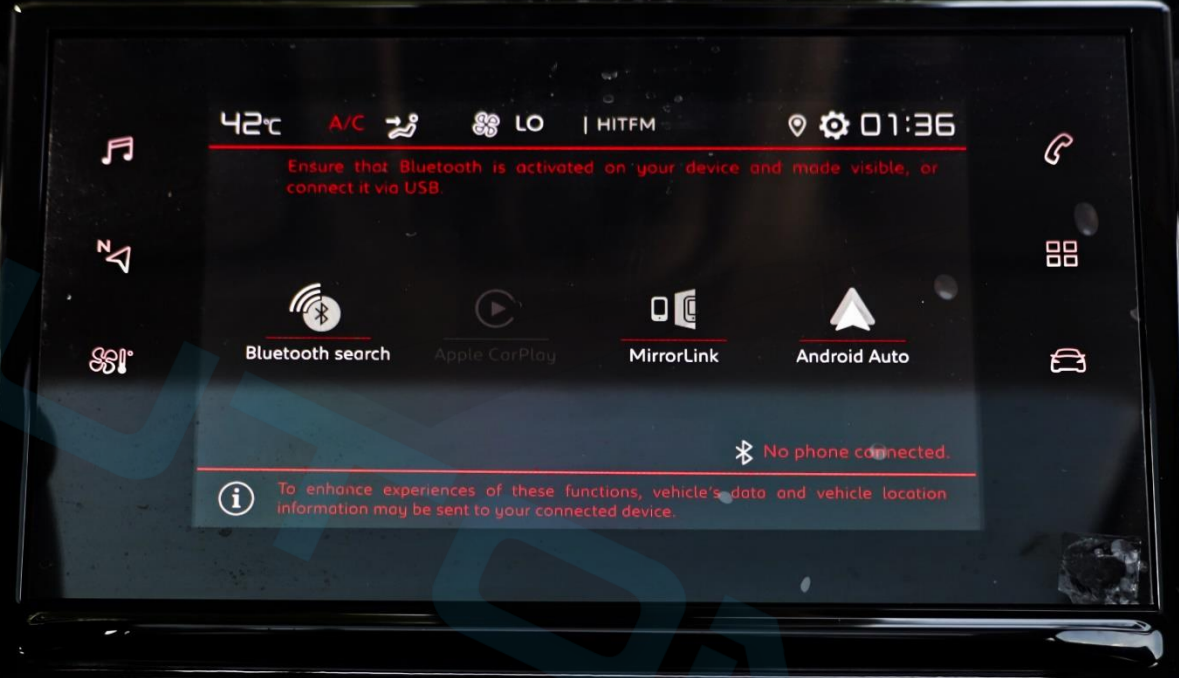 42°C A/C LO | HITFM 01:36
Ensure that Bluetooth is activated on your device and made visible, or
connect it via USB.
N
Bluetooth search Apple CarPlay MirrorLink Android Auto
No phone connected.
To enhance experiences of these functions, vehicle's data and vehicle location
information may be sent to your connected device.